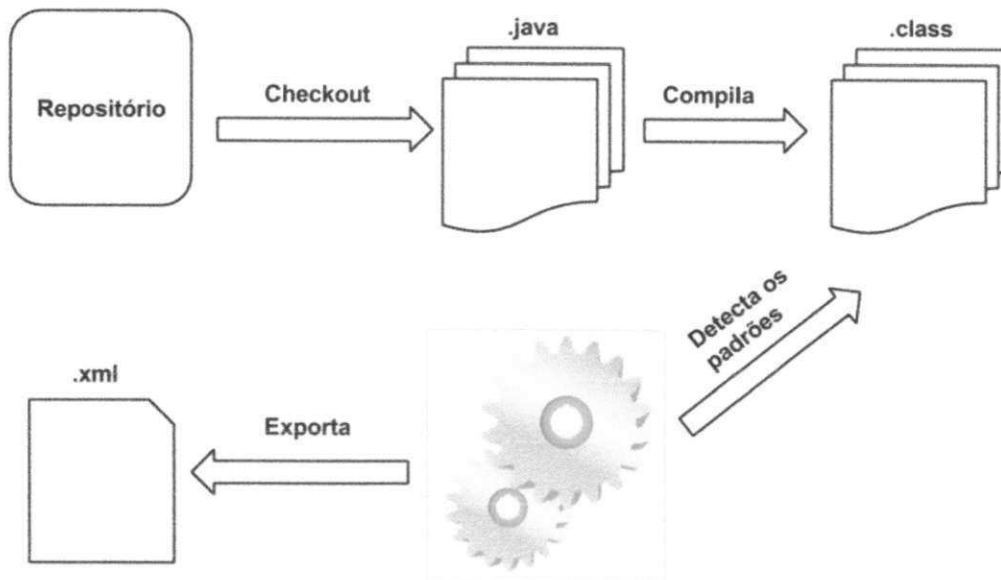 .java
.class
Repositório
Checkout
Compila
Detecta os
padrões
.xml
Exporta